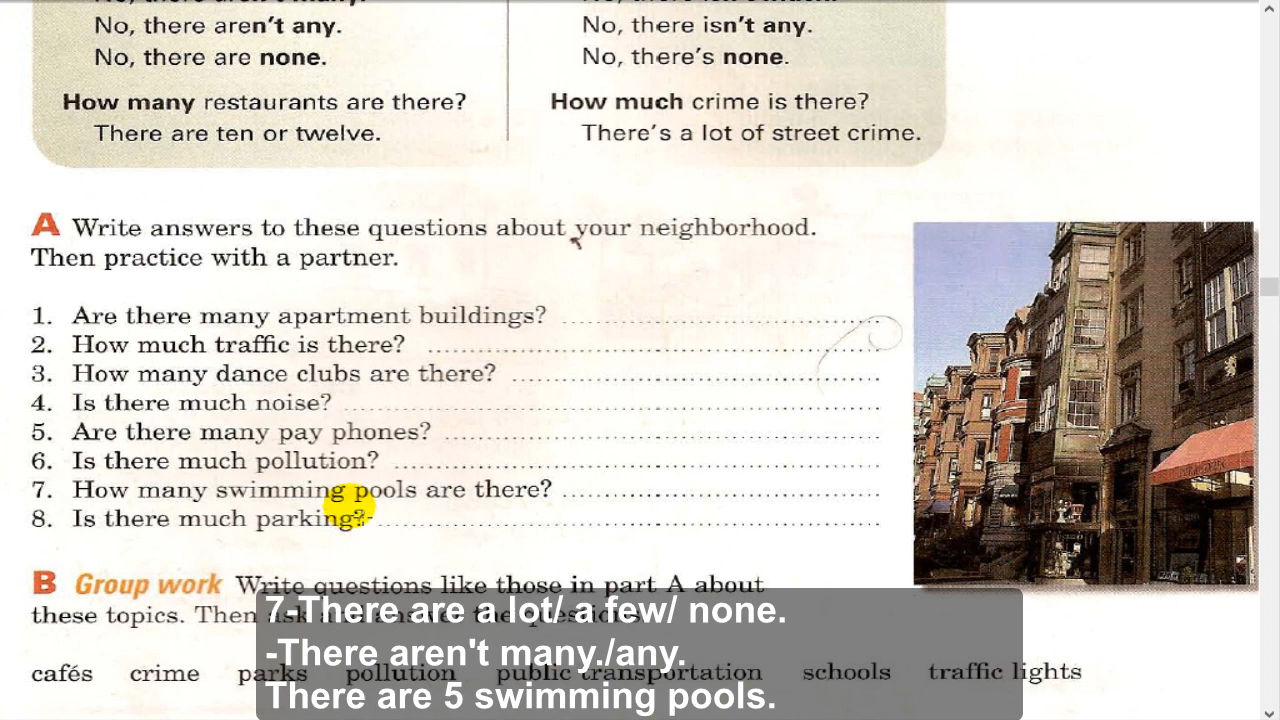 No, there aren't any.
No, there isn't any.
No, there are none.
No, there's none.
How many restaurants are there?
There are ten or twelve.
How much crime is there?
There's a lot of street crime.
A Write answers to these questions about your neighborhood.
Then practice with a partner.
1. Are there many apartment buildings?
2. How much traffic is there?
3. How many dance clubs are there?
4. Is there much noise?
5. Are there many pay phones?
6. Is there much pollution?
7. How many swimming pools are there?
8. Is there much parking?
B Group work Write questions like those in part A about
these topics. Then ask and answer the questions.
cafés crime parks pollution public transportation schools traffic lights
7-There are a lot/ a few/ none.
-There aren't many./any.
There are 5 swimming pools.